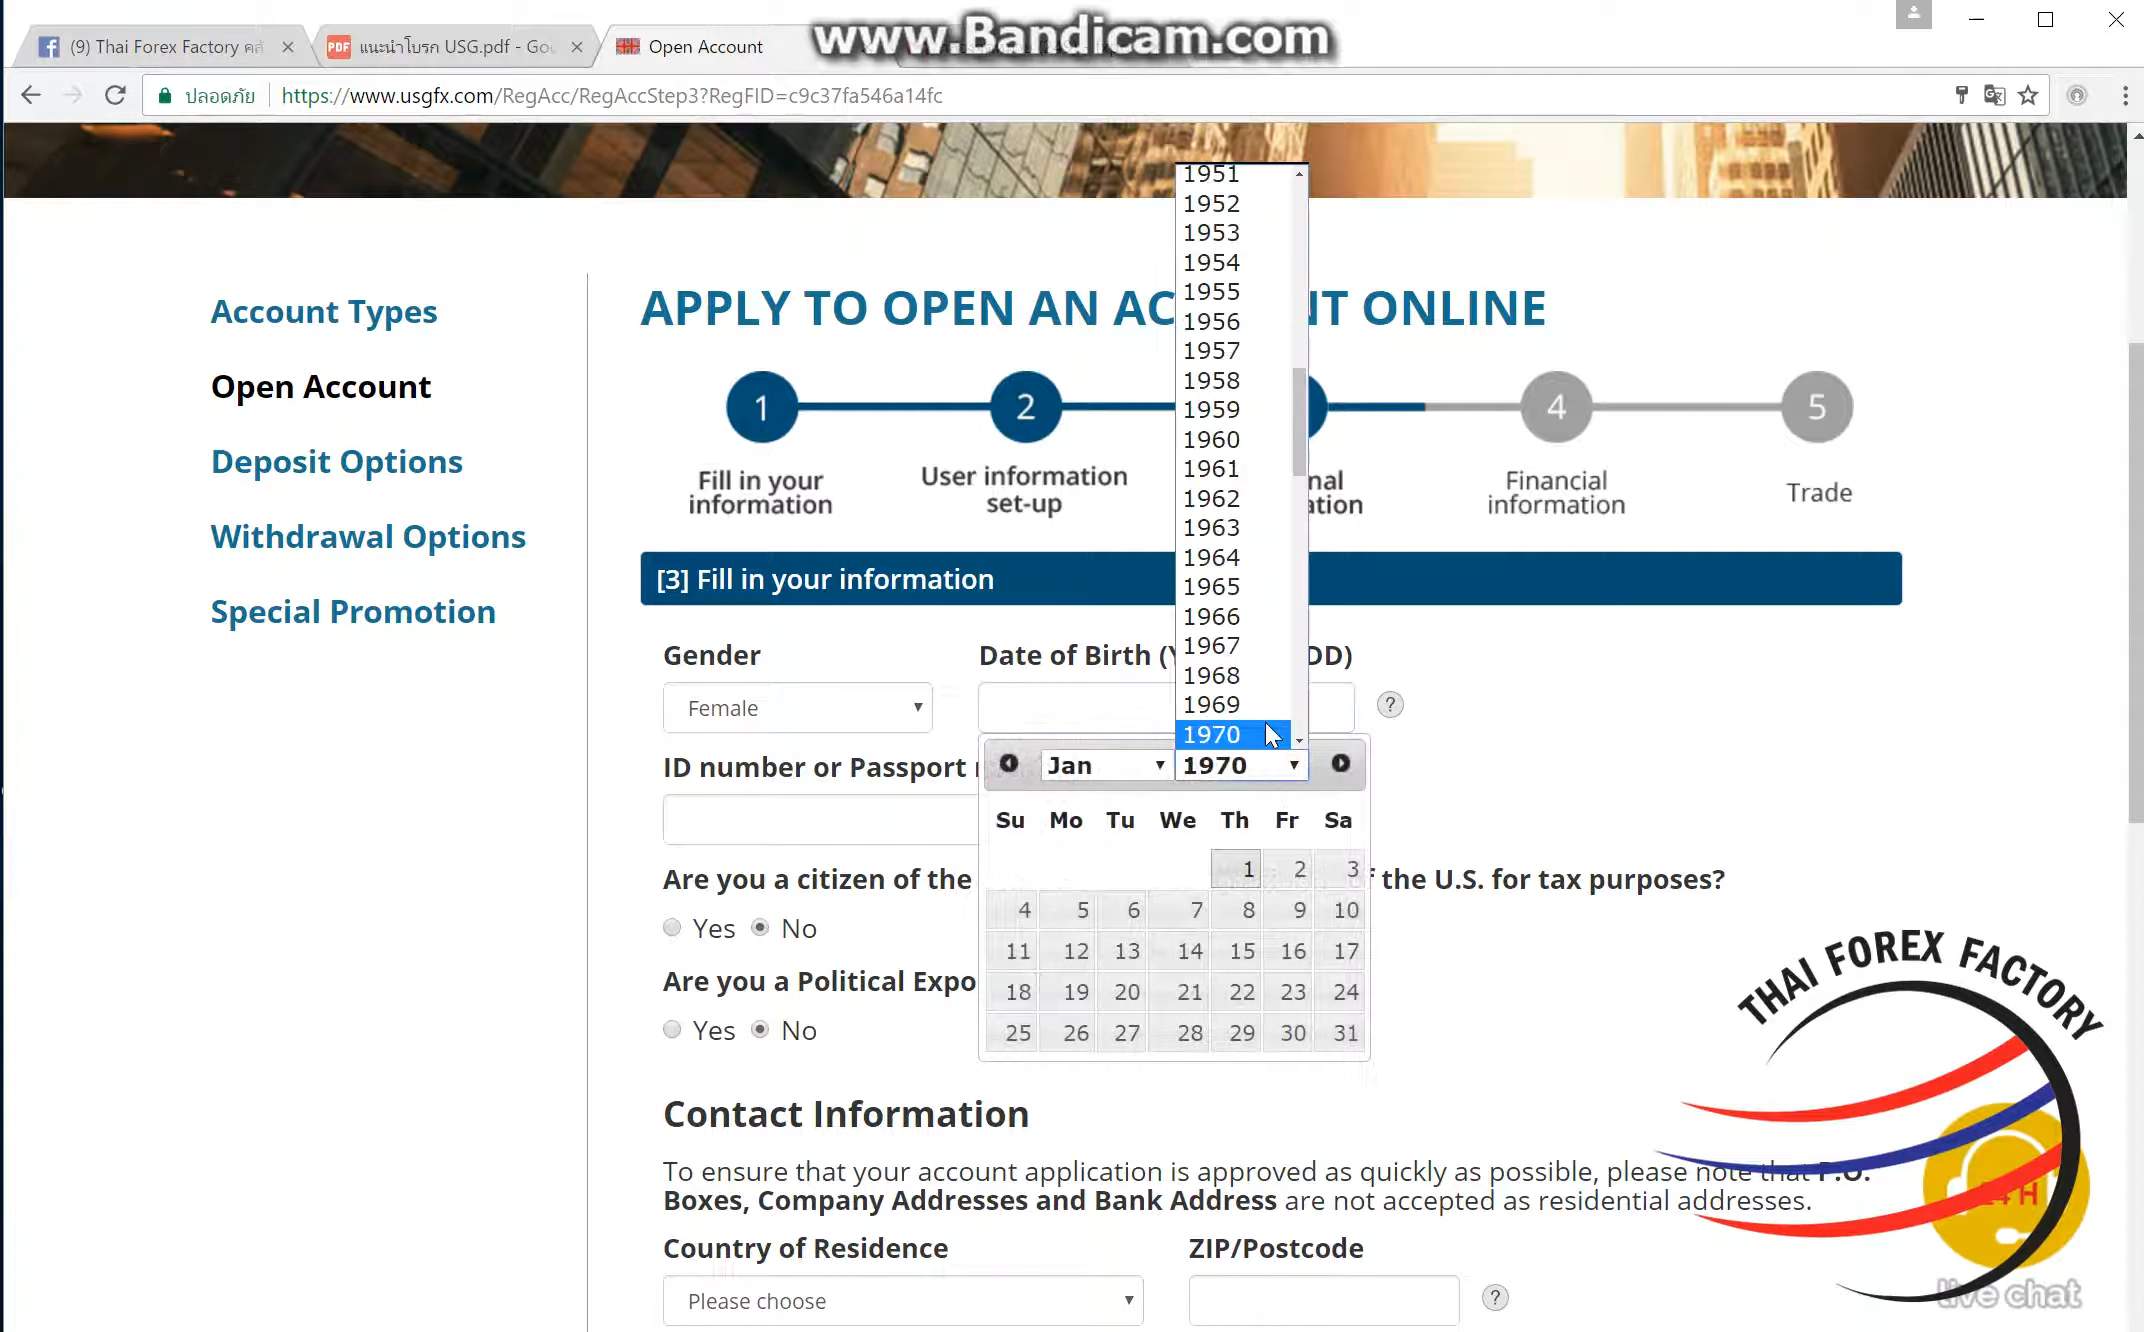 www.Bandicam.com
(9) Thai Forex Factory
PDF แนะนำโบรก USG.pdf - Go
Open Account
ปลอดภัย
https://www.usgfx.com/RegAcc/RegAccStep3?RegFID=c9c37fa546a14fc
Account Types
Open Account
Deposit Options
Withdrawal Options
Special Promotion
APPLY TO OPEN AN AC NT ONLINE
1 2 4 5
Fill in your information
User information set-up
nal ation
Financial information
Trade
[3] Fill in your information
Gender
Female
Date of Birth (Y DD)
?
1951
1952
1953
1954
1955
1956
1957
1958
1959
1960
1961
1962
1963
1964
1965
1966
1967
1968
1969
1970
Jan 1970
Su Mo Tu We Th Fr Sa
1 2 3
4 5 6 7 8 9 10
11 12 13 14 15 16 17
18 19 20 21 22 23 24
25 26 27 28 29 30 31
ID number or Passport
Are you a citizen of the of the U.S. for tax purposes?
Yes No
Are you a Political Expo
Yes No
Contact Information
To ensure that your account application is approved as quickly as possible, please note that P.O.
Boxes, Company Addresses and Bank Address are not accepted as residential addresses.
Country of Residence
Please choose
ZIP/Postcode
?
THAI FOREX FACTORY
24 H
live chat